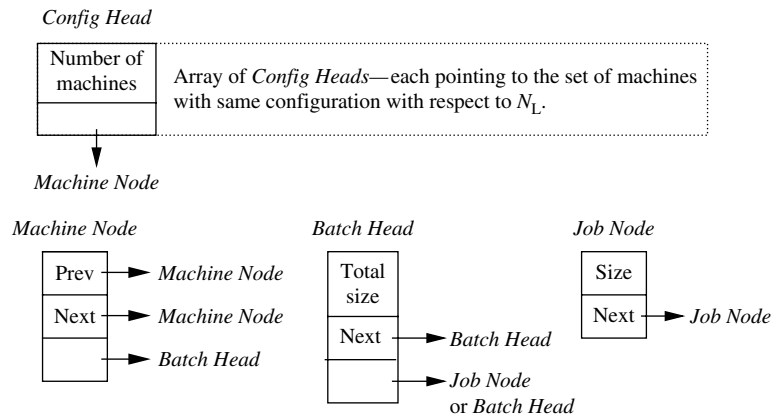 Config Head
Number of
machines
Array of Config Heads—each pointing to the set of machines
with same configuration with respect to N_L.
Machine Node
Machine Node
Batch Head
Job Node
Prev
Machine Node
Next
Machine Node
Batch Head
Total
size
Next
Batch Head
Job Node
or Batch Head
Size
Next
Job Node